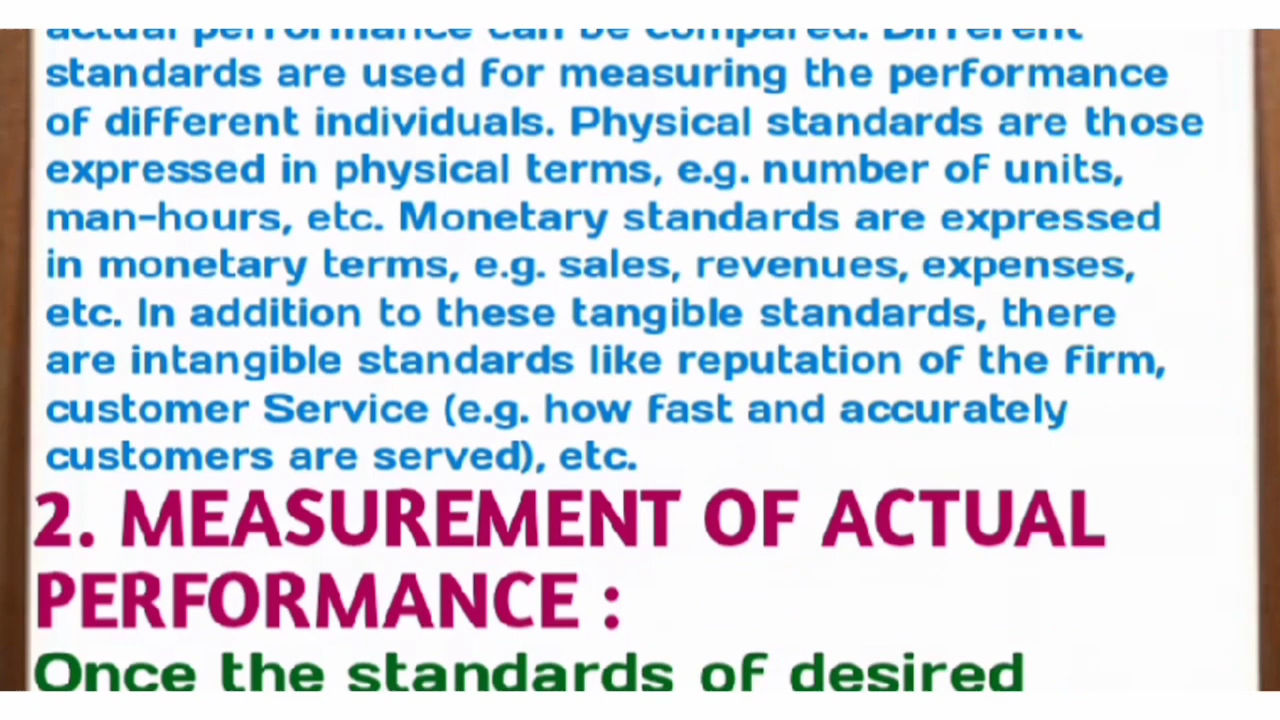 actual performance can be compared. Different
standards are used for measuring the performance
of different individuals. Physical standards are those
expressed in physical terms, e.g. number of units,
man-hours, etc. Monetary standards are expressed
in monetary terms, e.g. sales, revenues, expenses,
etc. In addition to these tangible standards, there
are intangible standards like reputation of the firm,
customer Service (e.g. how fast and accurately
customers are served), etc.
2. MEASUREMENT OF ACTUAL
PERFORMANCE :
Once the standards of desired